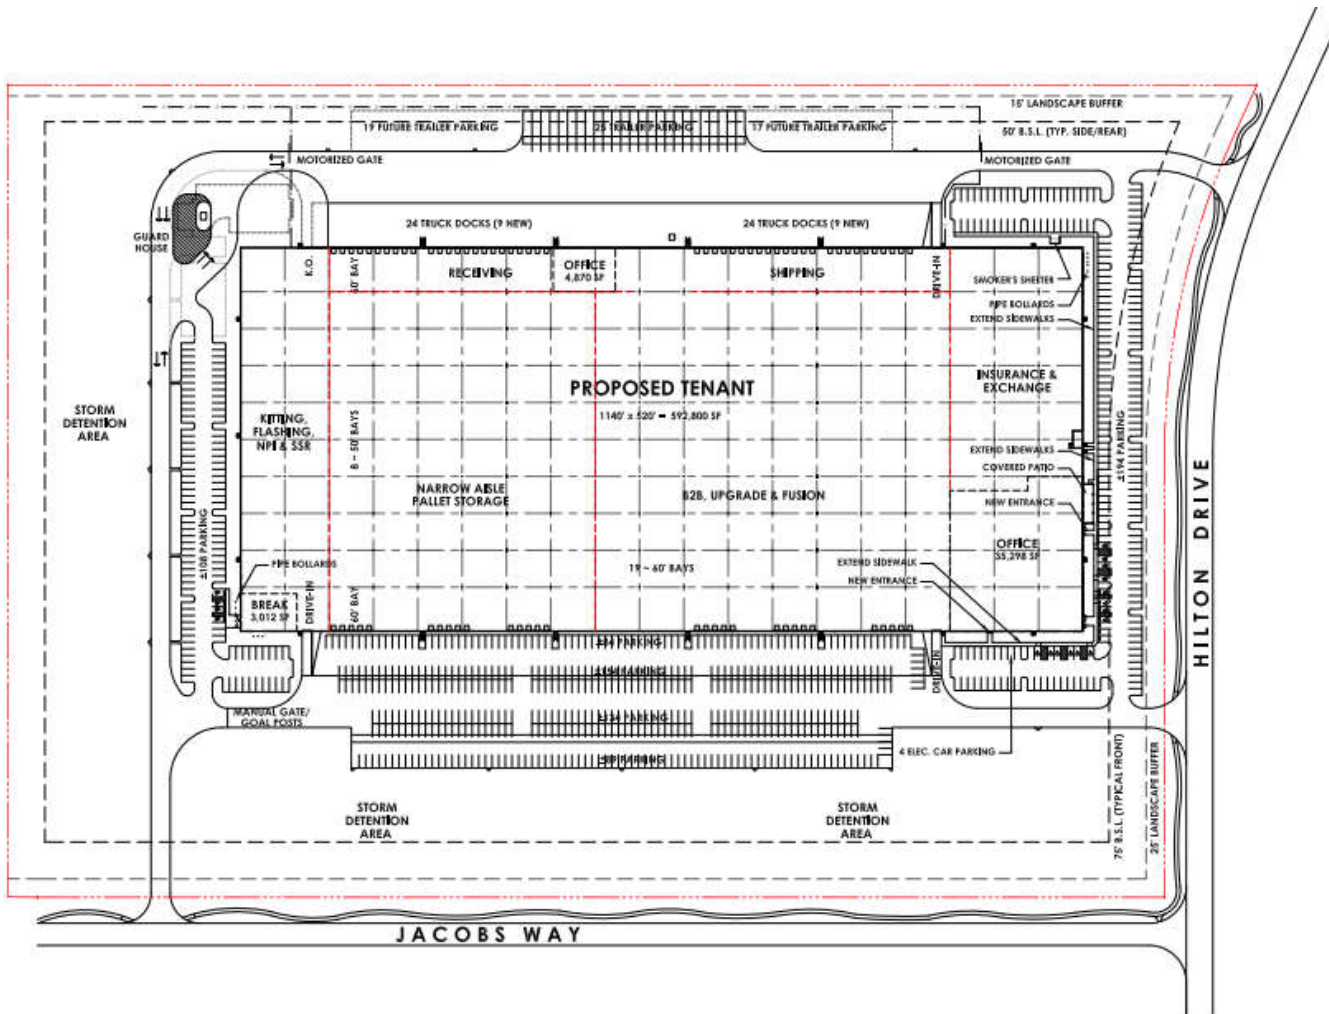 15' LANDSCAPE BUFFER
19 FUTURE TRAILER PARKING
25 TRAILER PARKING
17 FUTURE TRAILER PARKING
50' B.S.L. (TYP. SIDE/REAR)
MOTORIZED GATE
MOTORIZED GATE
24 TRUCK DOCKS (9 NEW)
24 TRUCK DOCKS (9 NEW)
GUARD
HOUSE
K.O.
60' BAY
RECEIVING
OFFICE
4,870 SF
SHIPPING
DRIVE-IN
SMOKER'S SHELTER
PIPE BOLLARDS
EXTEND SIDEWALKS
PROPOSED TENANT
1140' x 520' = 592,800 SF
INSURANCE &
EXCHANGE
STORM
DETENTION
AREA
KITTING,
FLASHING,
NPI & SSR
8 ~ 50' BAYS
±194 PARKING
EXTEND SIDEWALKS
COVERED PATIO
NARROW AISLE
PALLET STORAGE
B2B, UPGRADE & FUSION
NEW ENTRANCE
HILTON DRIVE
±108 PARKING
OFFICE
35,298 SF
PIPE BOLLARDS
19 ~ 60' BAYS
EXTEND SIDEWALK
NEW ENTRANCE
BREAK
3,012 SF
DRIVE-IN
60' BAY
PARKING
PARKING
DRIVE-IN
MANUAL GATE/
GOAL POSTS
PARKING
PARKING
4 ELEC. CAR PARKING
75' B.S.L. (TYPICAL FRONT)
25' LANDSCAPE BUFFER
STORM
DETENTION
AREA
STORM
DETENTION
AREA
JACOBS WAY